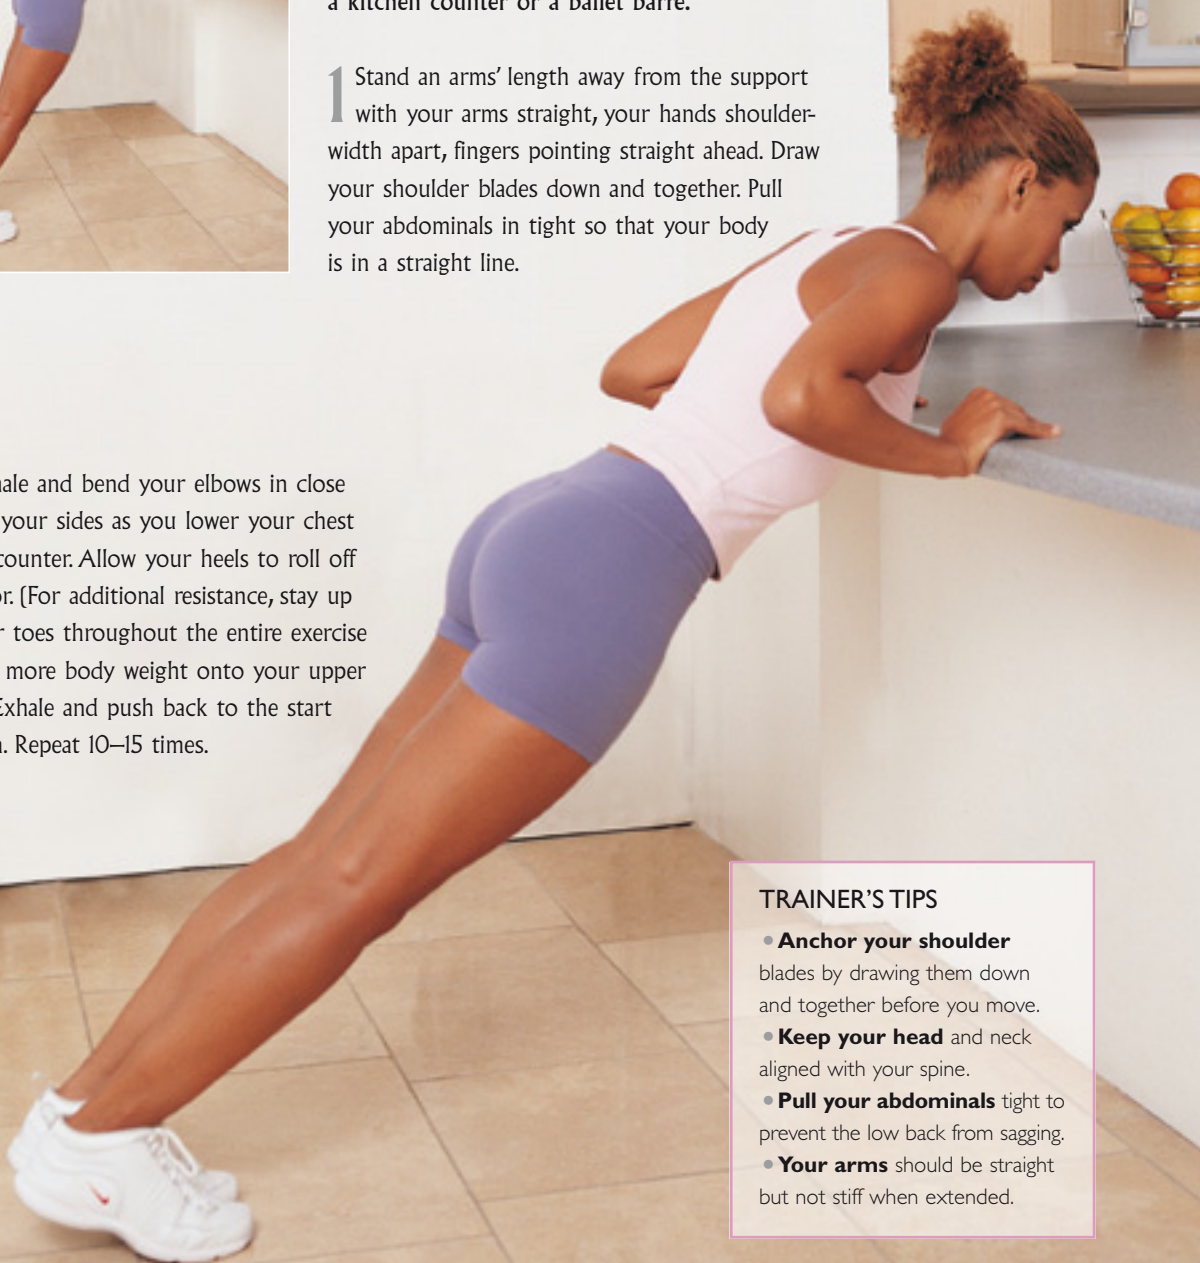 a kitchen counter or a ballet barre.
1 Stand an arms' length away from the support
with your arms straight, your hands shoulder-
width apart, fingers pointing straight ahead. Draw
your shoulder blades down and together. Pull
your abdominals in tight so that your body
is in a straight line.
and bend your elbows in close
your sides as you lower your chest
counter. Allow your heels to roll off
(For additional resistance, stay up
toes throughout the entire exercise
more body weight onto your upper
Exhale and push back to the start
Repeat 10–15 times.
TRAINER'S TIPS
• Anchor your shoulder
blades by drawing them down
and together before you move.
• Keep your head and neck
aligned with your spine.
• Pull your abdominals tight to
prevent the low back from sagging.
• Your arms should be straight
but not stiff when extended.